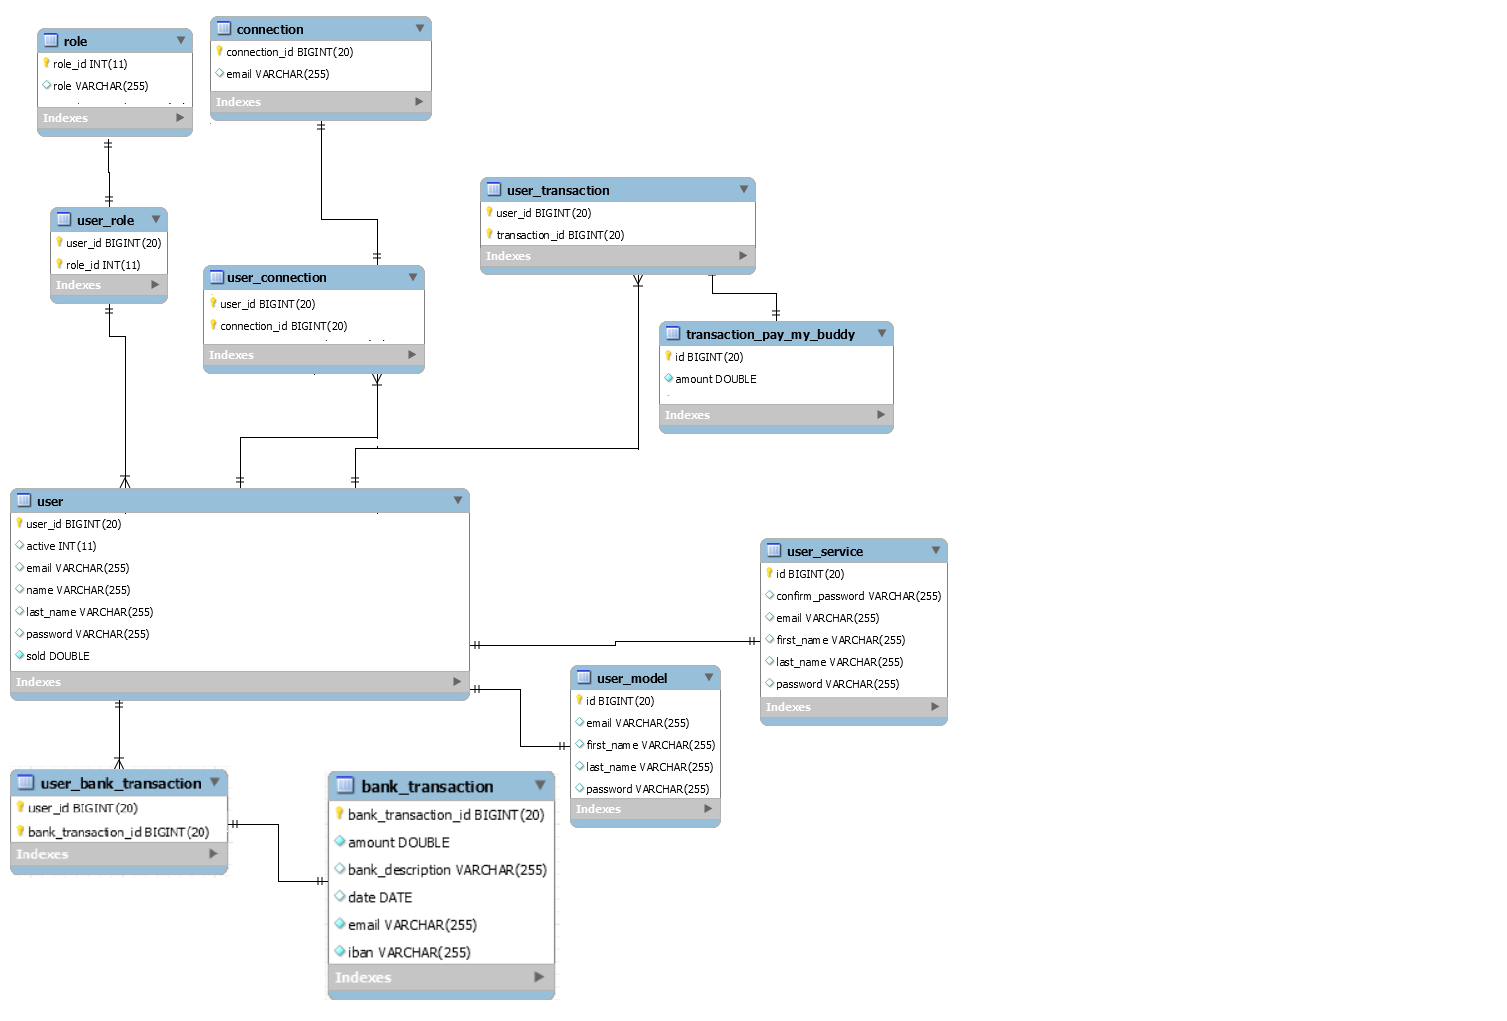 role
role_id INT(11)
role VARCHAR(255)
Indexes
connection
connection_id BIGINT(20)
email VARCHAR(255)
Indexes
user_role
user_id BIGINT(20)
role_id INT(11)
Indexes
user_connection
user_id BIGINT(20)
connection_id BIGINT(20)
Indexes
user_transaction
user_id BIGINT(20)
transaction_id BIGINT(20)
Indexes
transaction_pay_my_buddy
id BIGINT(20)
amount DOUBLE
Indexes
user
user_id BIGINT(20)
active INT(11)
email VARCHAR(255)
name VARCHAR(255)
last_name VARCHAR(255)
password VARCHAR(255)
sold DOUBLE
Indexes
user_service
id BIGINT(20)
confirm_password VARCHAR(255)
email VARCHAR(255)
first_name VARCHAR(255)
last_name VARCHAR(255)
password VARCHAR(255)
Indexes
user_model
id BIGINT(20)
email VARCHAR(255)
first_name VARCHAR(255)
last_name VARCHAR(255)
password VARCHAR(255)
Indexes
user_bank_transaction
user_id BIGINT(20)
bank_transaction_id BIGINT(20)
Indexes
bank_transaction
bank_transaction_id BIGINT(20)
amount DOUBLE
bank_description VARCHAR(255)
date DATE
email VARCHAR(255)
iban VARCHAR(255)
Indexes